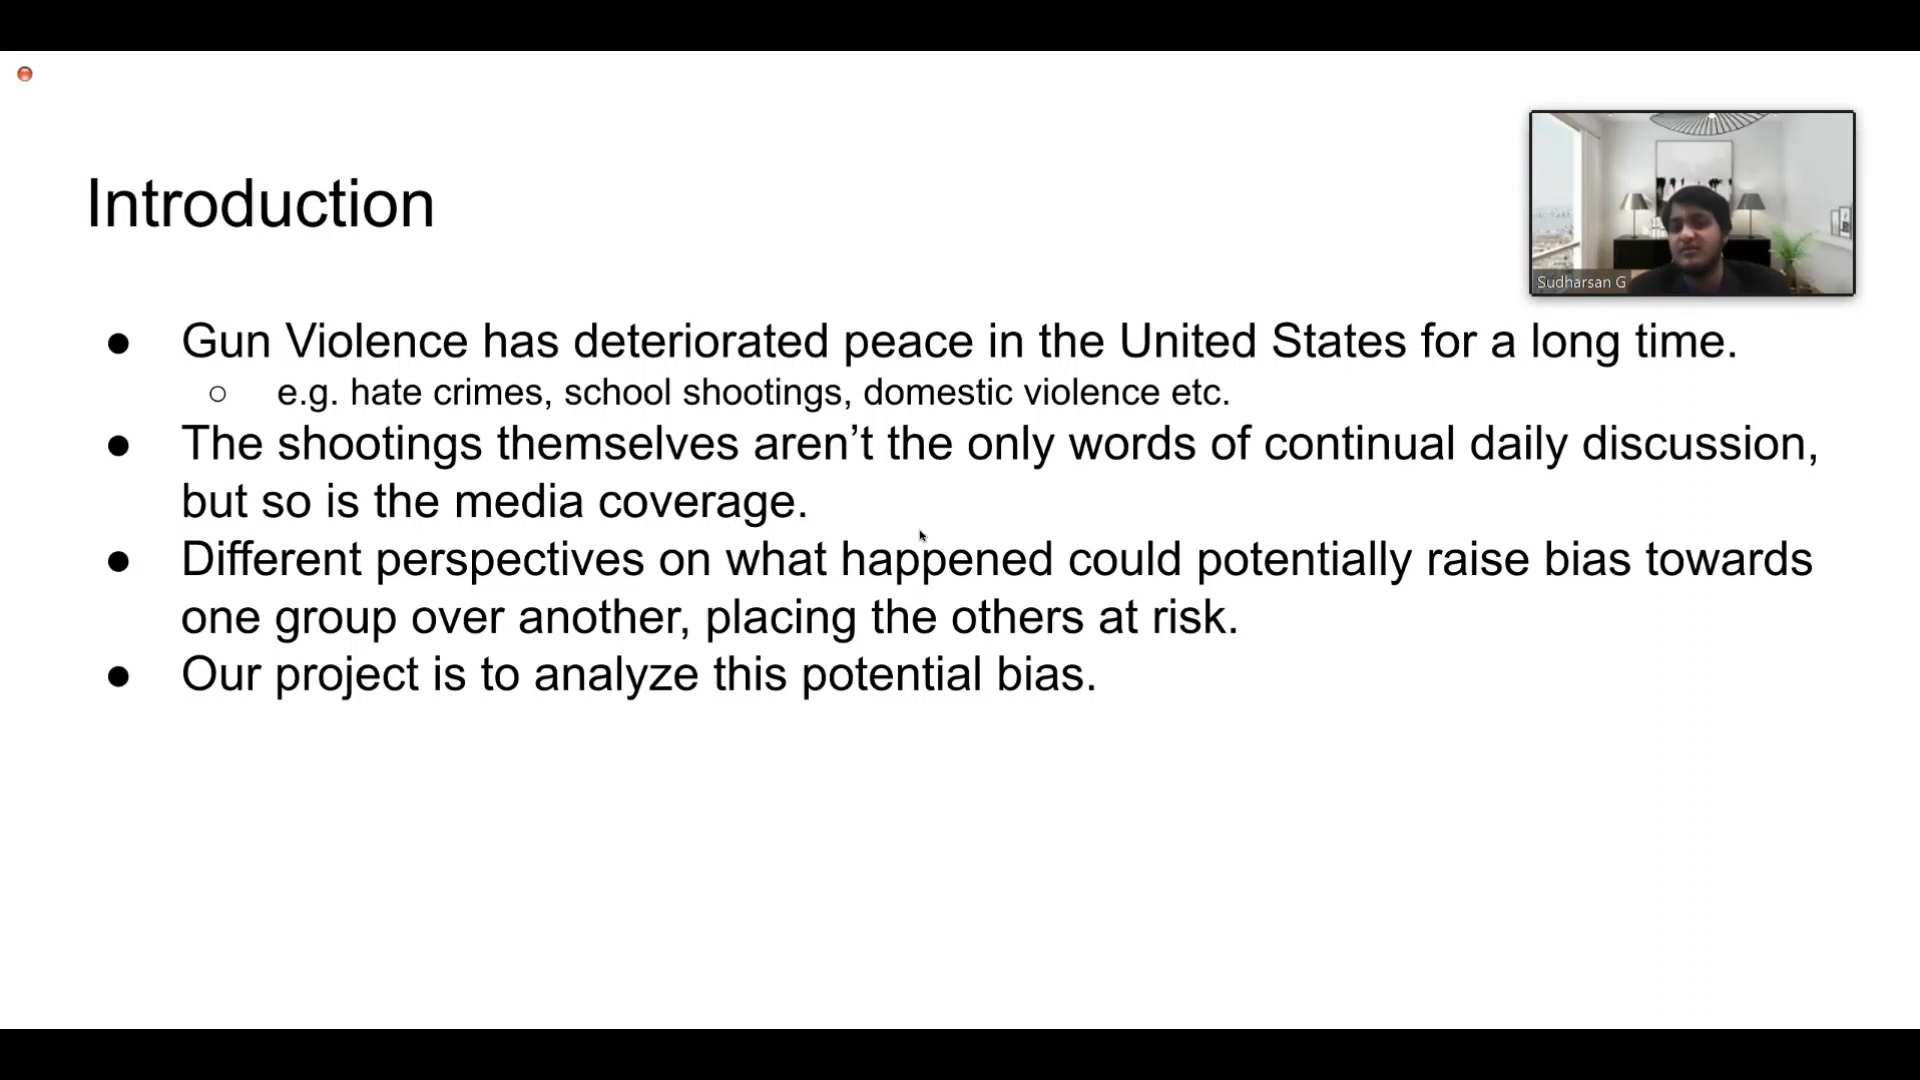 Introduction
Sudharsan G
● Gun Violence has deteriorated peace in the United States for a long time.
○ e.g. hate crimes, school shootings, domestic violence etc.
● The shootings themselves aren’t the only words of continual daily discussion,
but so is the media coverage.
● Different perspectives on what happened could potentially raise bias towards
one group over another, placing the others at risk.
● Our project is to analyze this potential bias.